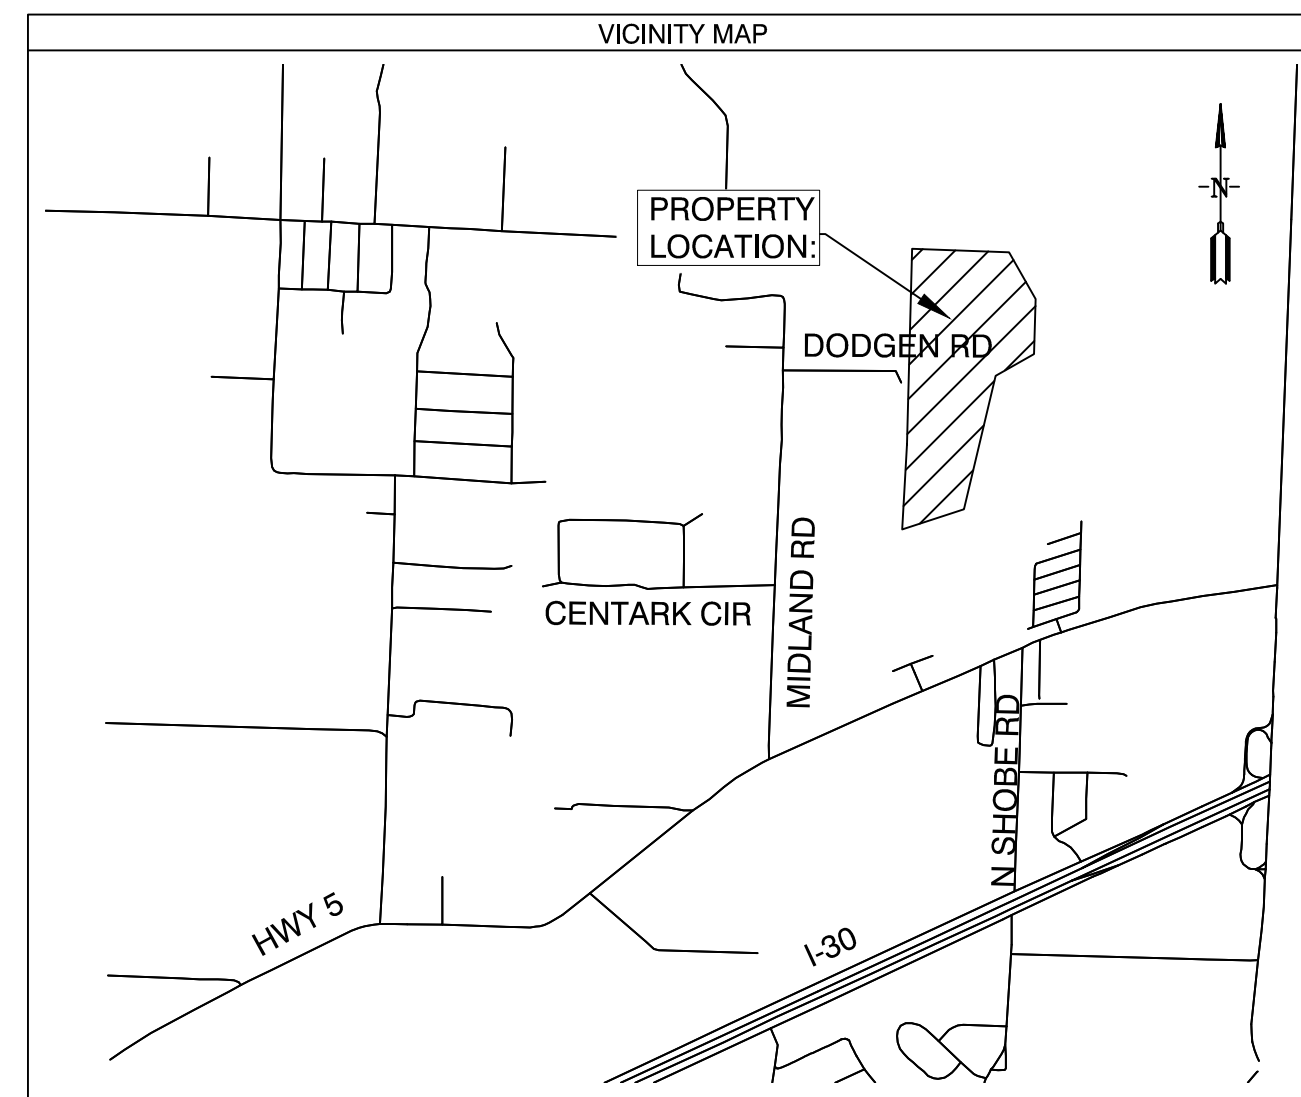 VICINITY MAP
-N-
PROPERTY
LOCATION:
DODGEN RD
MIDLAND RD
CENTARK CIR
N SHOBE RD
HWY 5
I-30